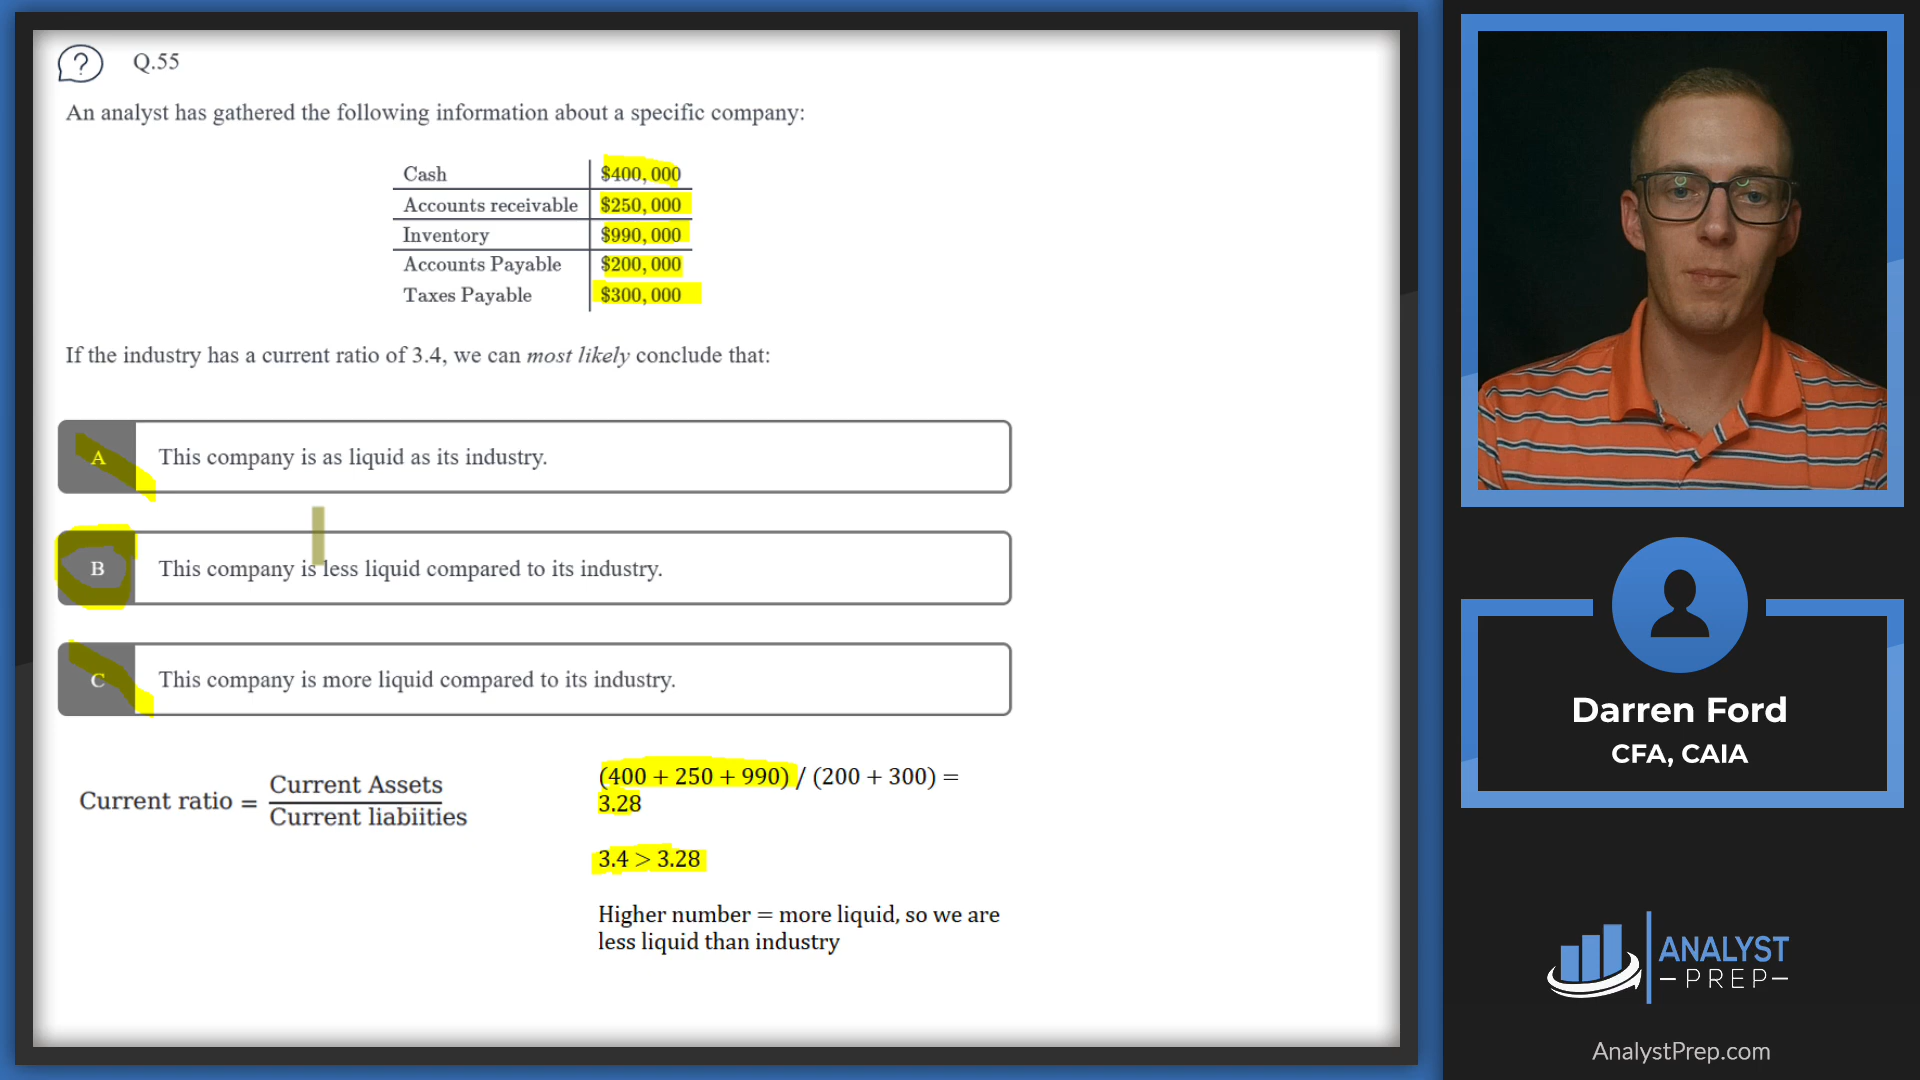 ?
Q.55
An analyst has gathered the following information about a specific company:
Cash $400,000
Accounts receivable $250,000
Inventory $990,000
Accounts Payable $200,000
Taxes Payable $300,000
If the industry has a current ratio of 3.4, we can most likely conclude that:
A This company is as liquid as its industry.
B This company is less liquid compared to its industry.
C This company is more liquid compared to its industry.
Current ratio = Current Assets
Current liabiities
(400 + 250 + 990) / (200 + 300) =
3.28
3.4 > 3.28
Higher number = more liquid, so we are
less liquid than industry
Darren Ford
CFA, CAIA
ANALYST
PREP
AnalystPrep.com